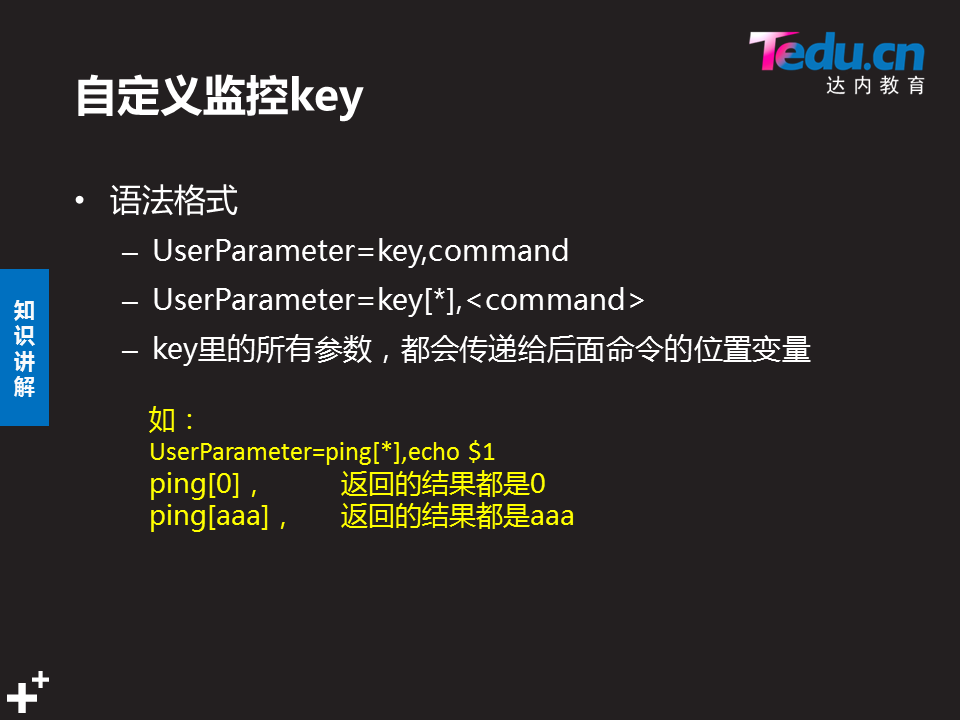 Tedu.cn
达内教育
自定义监控key
• 语法格式
– UserParameter=key,command
– UserParameter=key[*],<command>
– key里的所有参数，都会传递给后面命令的位置变量
知识讲解
如：
UserParameter=ping[*],echo $1
ping[0]， 返回的结果都是0
ping[aaa]， 返回的结果都是aaa